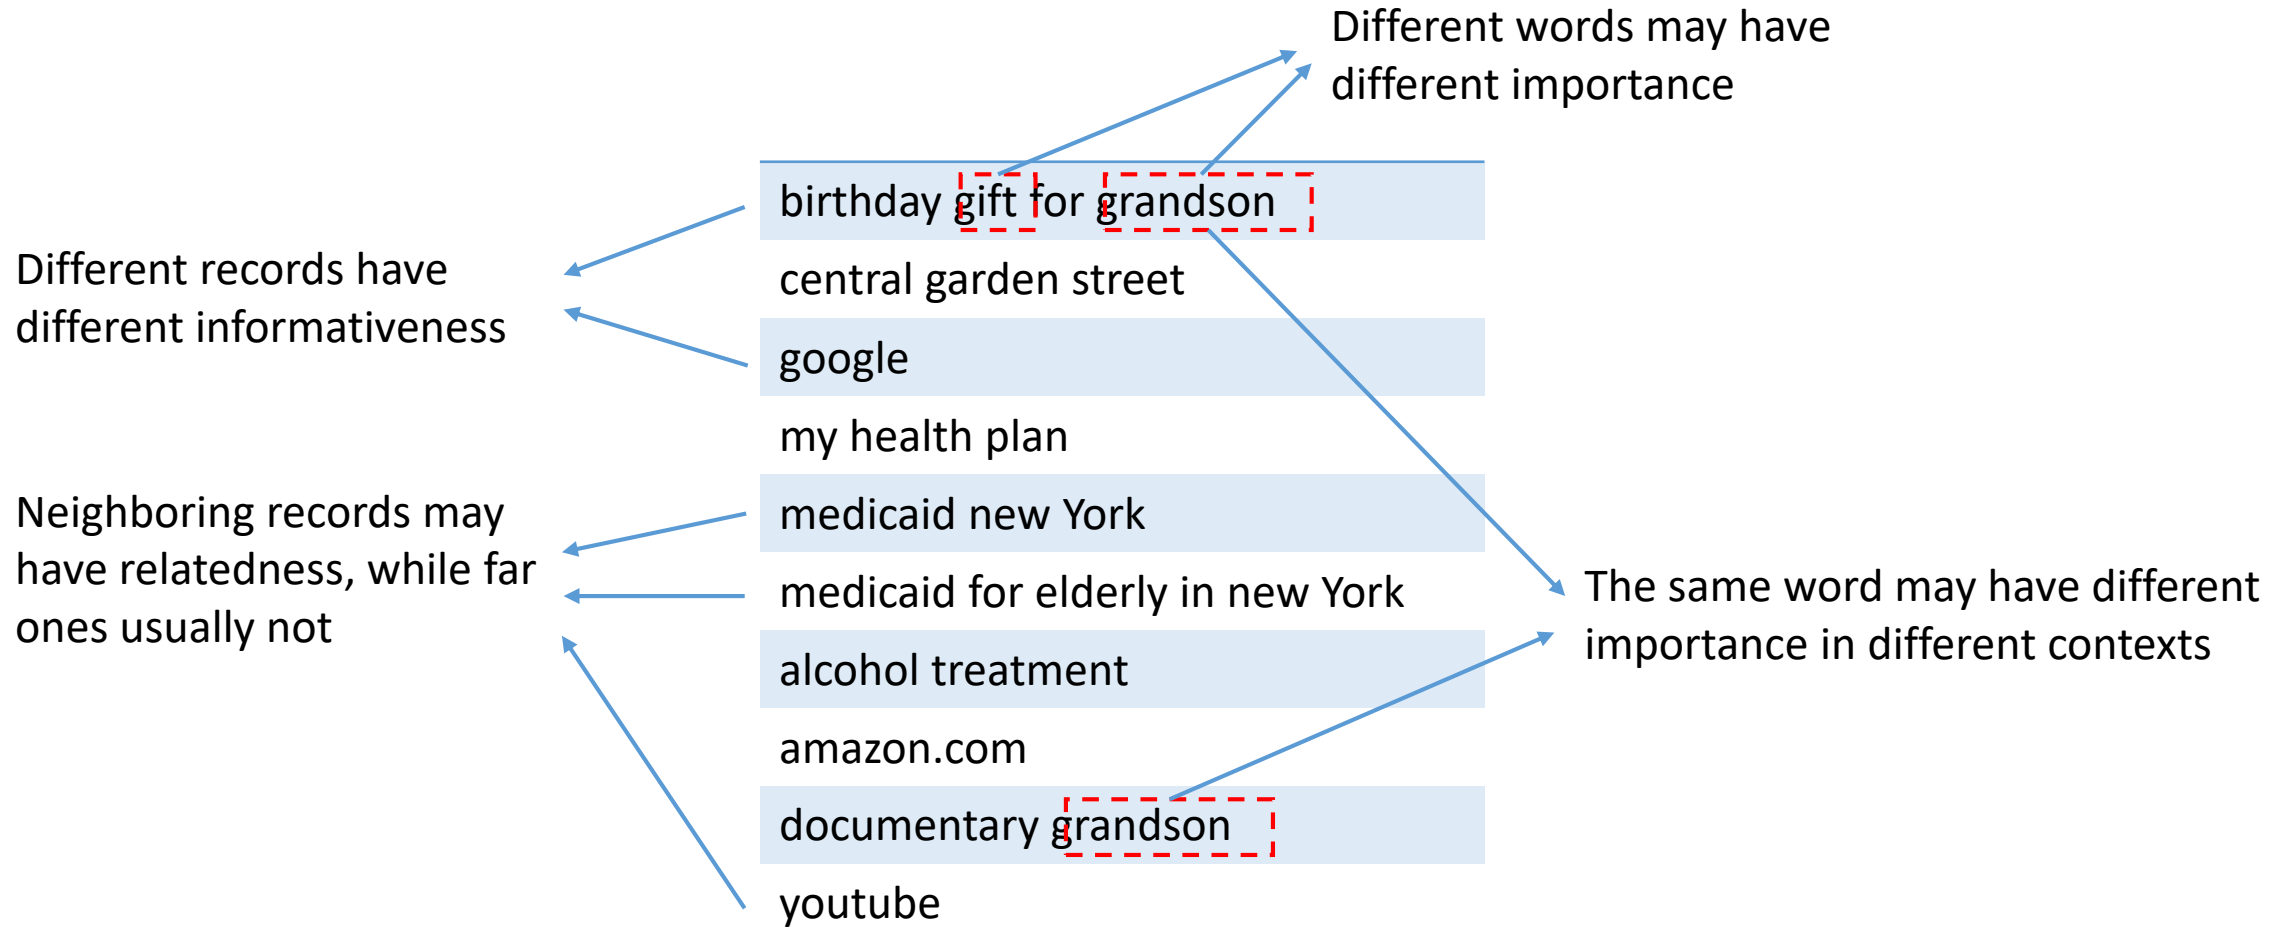 Different words may have
different importance
birthday gift for grandson
central garden street
google
my health plan
medicaid new York
medicaid for elderly in new York
alcohol treatment
amazon.com
documentary grandson
youtube
Different records have
different informativeness
Neighboring records may
have relatedness, while far
ones usually not
The same word may have different
importance in different contexts